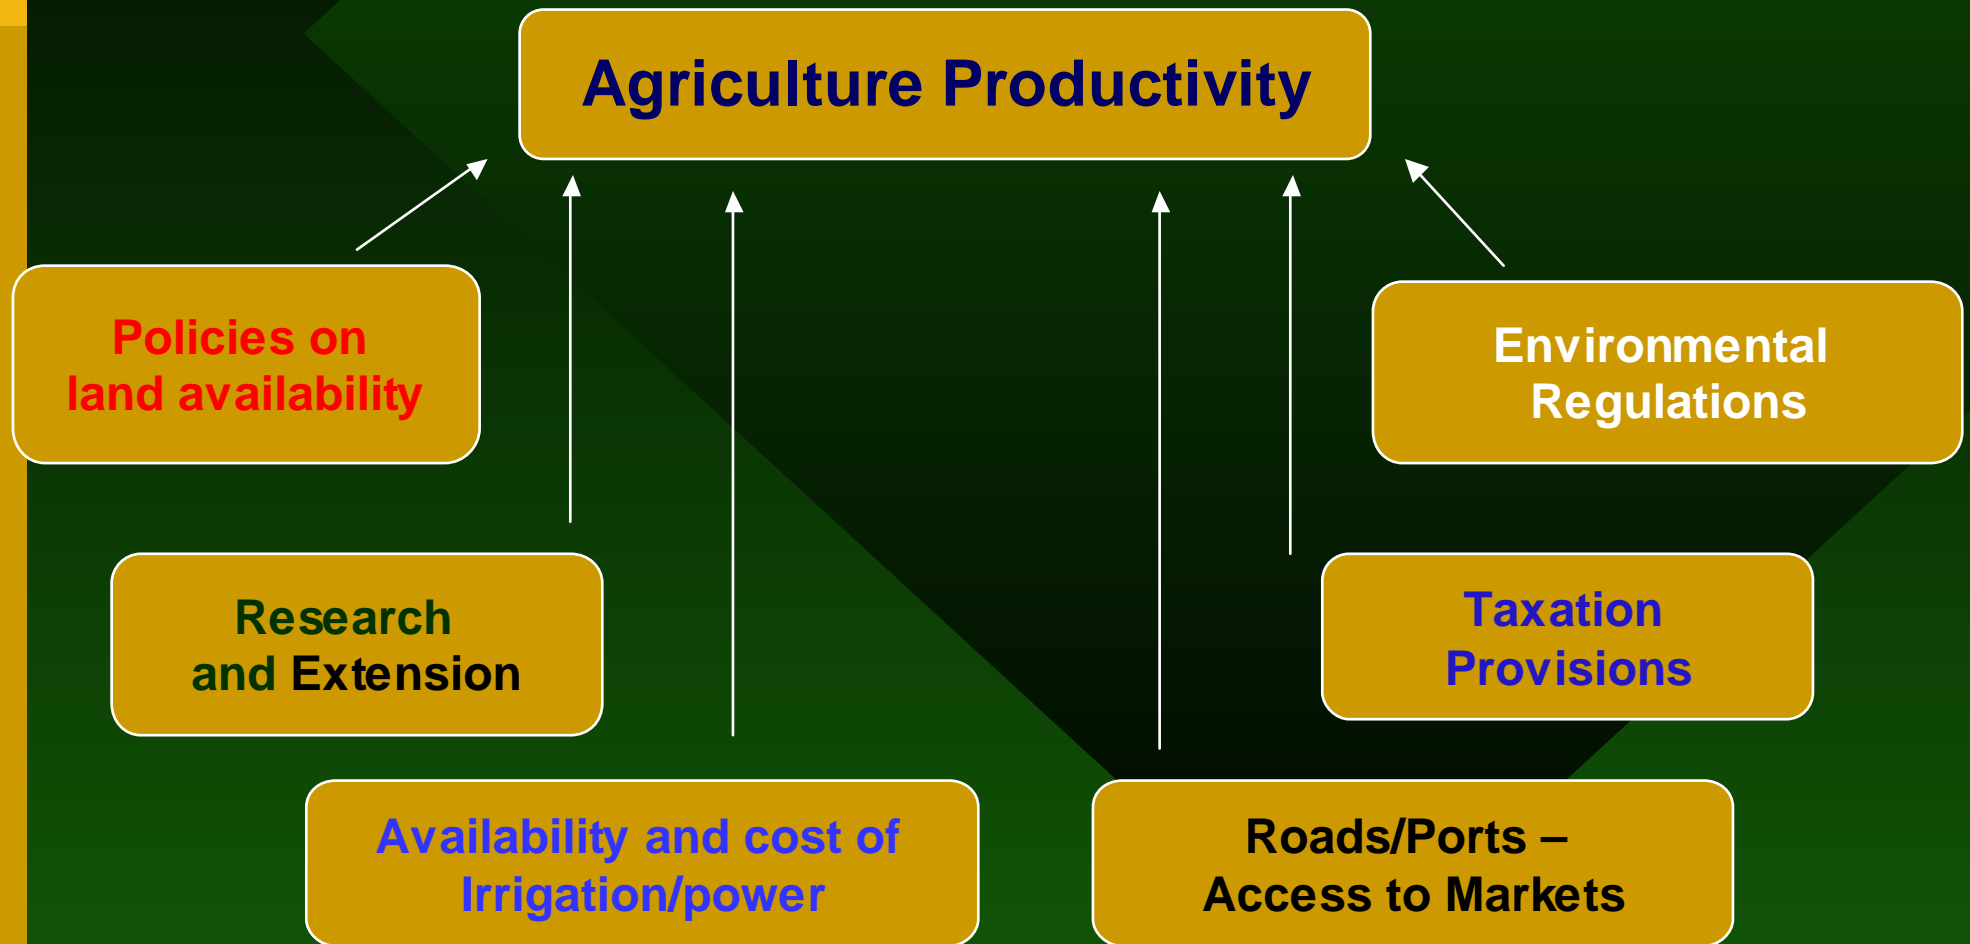 Agriculture Productivity
Policies on
land availability
Environmental
Regulations
Research
and Extension
Taxation
Provisions
Availability and cost of
Irrigation/power
Roads/Ports –
Access to Markets